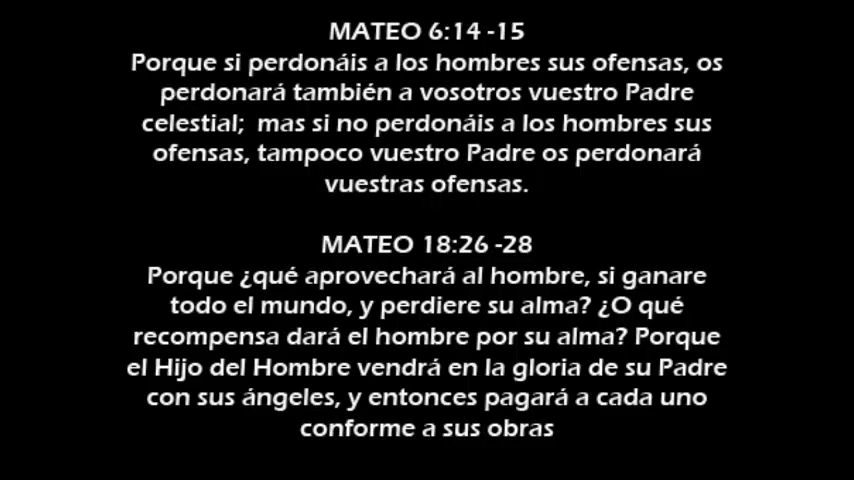 MATEO 6:14 -15
Porque si perdonáis a los hombres sus ofensas, os
perdonará también a vosotros vuestro Padre
celestial;  mas si no perdonáis a los hombres sus
ofensas, tampoco vuestro Padre os perdonará
vuestras ofensas.
MATEO 18:26 -28
Porque ¿qué aprovechará al hombre, si ganare
todo el mundo, y perdiere su alma? ¿O qué
recompensa dará el hombre por su alma? Porque
el Hijo del Hombre vendrá en la gloria de su Padre
con sus ángeles, y entonces pagará a cada uno
conforme a sus obras